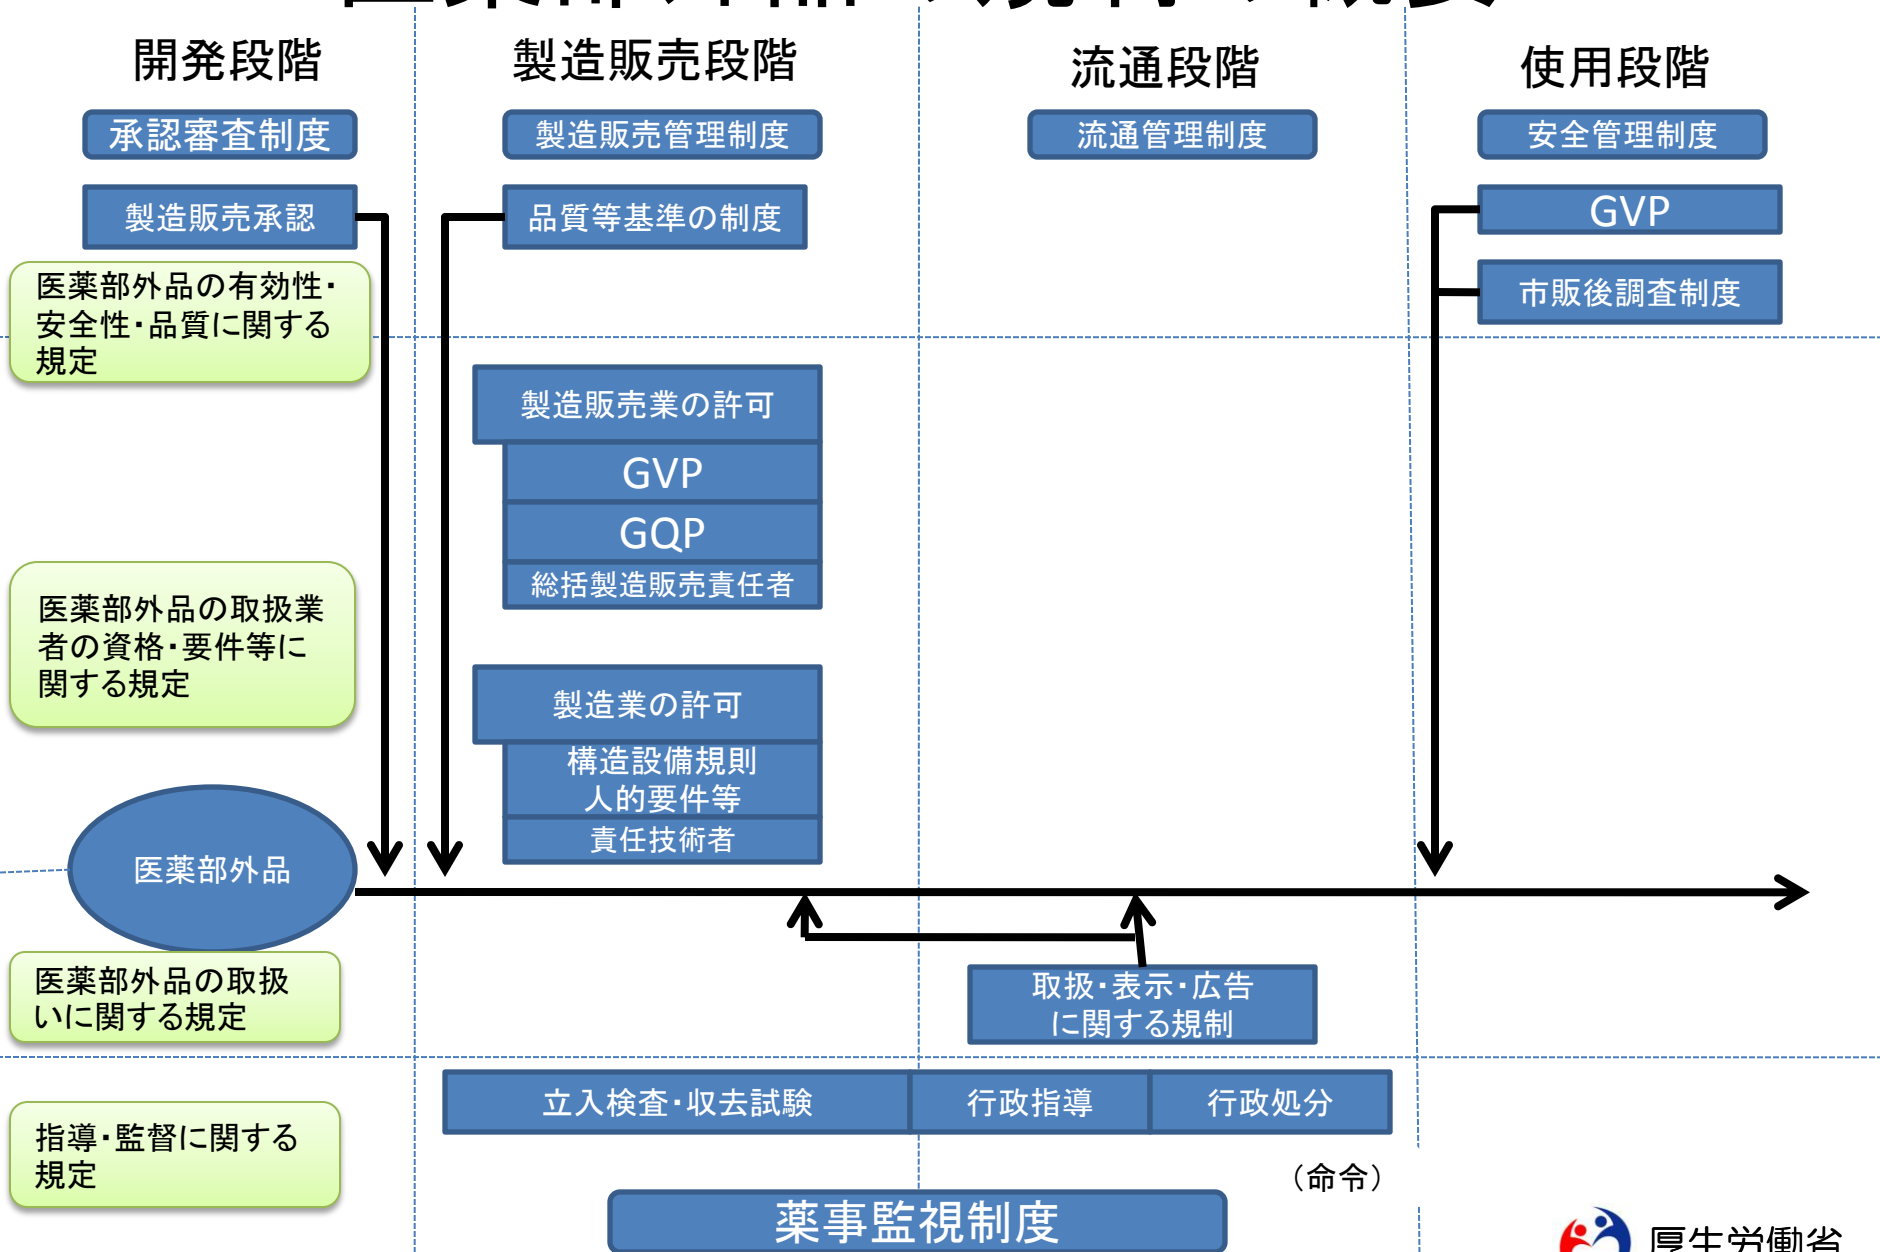 開発段階
製造販売段階
流通段階
使用段階
承認審査制度
製造販売管理制度
流通管理制度
安全管理制度
製造販売承認
品質等基準の制度
GVP
市販後調査制度
医薬部外品の有効性・
安全性・品質に関する
規定
製造販売業の許可
GVP
GQP
総括製造販売責任者
医薬部外品の取扱業
者の資格・要件等に
関する規定
製造業の許可
構造設備規則
人的要件等
責任技術者
医薬部外品
医薬部外品の取扱
いに関する規定
取扱・表示・広告
に関する規制
立入検査・収去試験
行政指導
行政処分
指導・監督に関する
規定
（命令）
薬事監視制度
厚生労働省